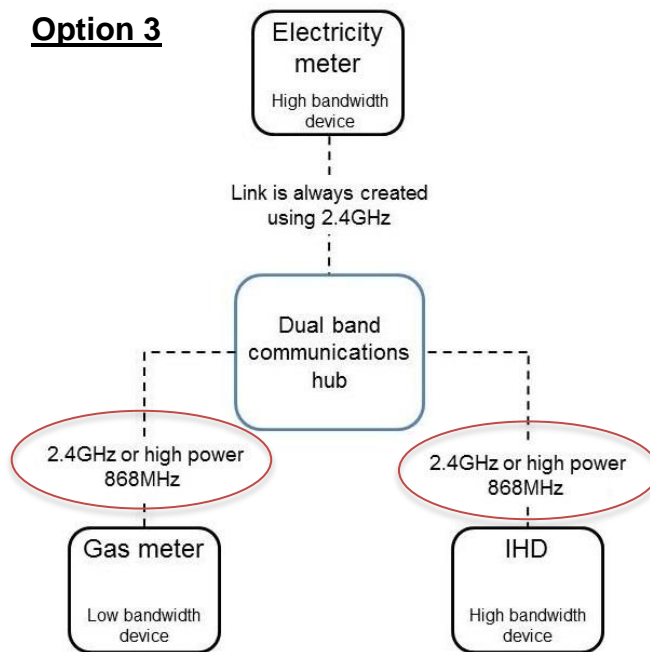 Option 3
Electricity
meter
High bandwidth
device
Link is always created
using 2.4GHz
Dual band
communications
hub
2.4GHz or high power
868MHz
2.4GHz or high power
868MHz
Gas meter
Low bandwidth
device
IHD
High bandwidth
device